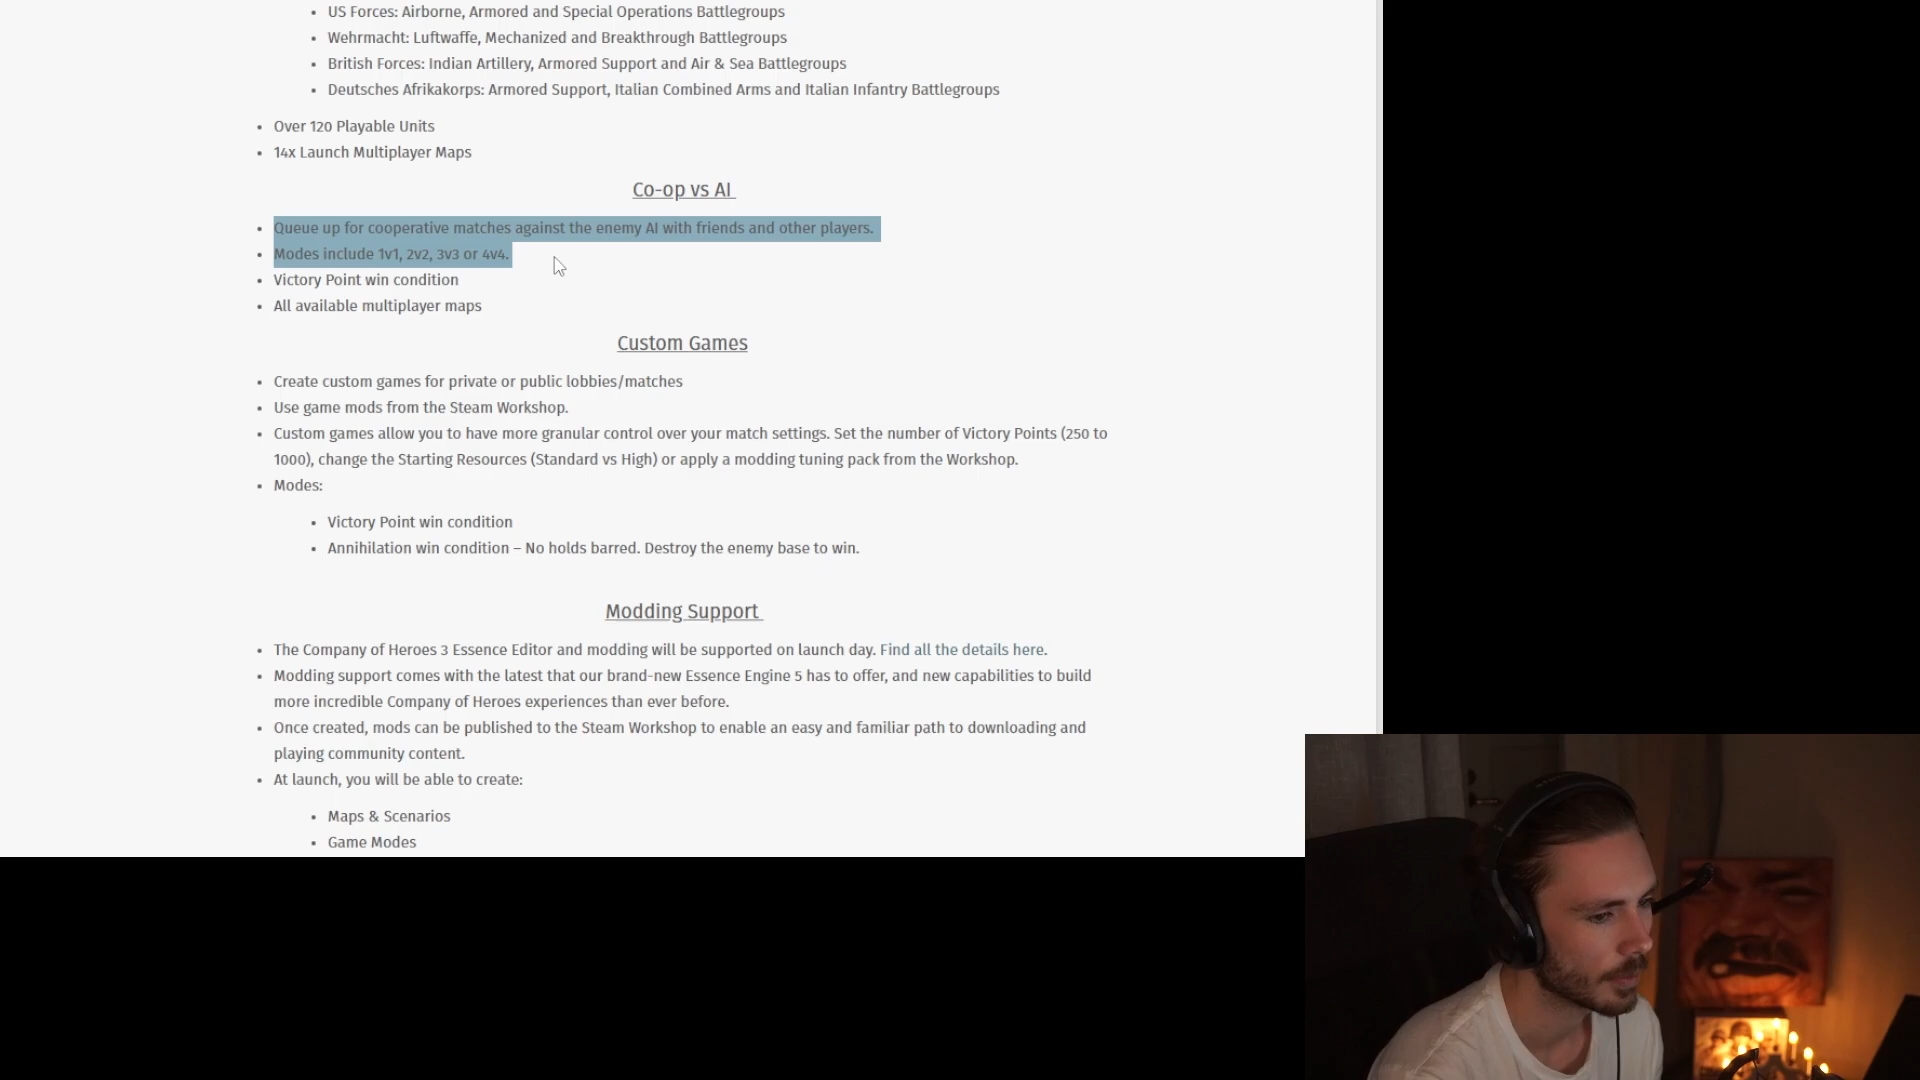 US Forces: Airborne, Armored and Special Operations Battlegroups
Wehrmacht: Luftwaffe, Mechanized and Breakthrough Battlegroups
British Forces: Indian Artillery, Armored Support and Air & Sea Battlegroups
Deutsches Afrikakorps: Armored Support, Italian Combined Arms and Italian Infantry Battlegroups
Over 120 Playable Units
14x Launch Multiplayer Maps
Co-op vs AI
Queue up for cooperative matches against the enemy AI with friends and other players.
Modes include 1v1, 2v2, 3v3 or 4v4.
Victory Point win condition
All available multiplayer maps
Custom Games
Create custom games for private or public lobbies/matches
Use game mods from the Steam Workshop.
Custom games allow you to have more granular control over your match settings. Set the number of Victory Points (250 to
1000), change the Starting Resources (Standard vs High) or apply a modding tuning pack from the Workshop.
Modes:
Victory Point win condition
Annihilation win condition – No holds barred. Destroy the enemy base to win.
Modding Support
The Company of Heroes 3 Essence Editor and modding will be supported on launch day. Find all the details here.
Modding support comes with the latest that our brand-new Essence Engine 5 has to offer, and new capabilities to build
more incredible Company of Heroes experiences than ever before.
Once created, mods can be published to the Steam Workshop to enable an easy and familiar path to downloading and
playing community content.
At launch, you will be able to create:
Maps & Scenarios
Game Modes